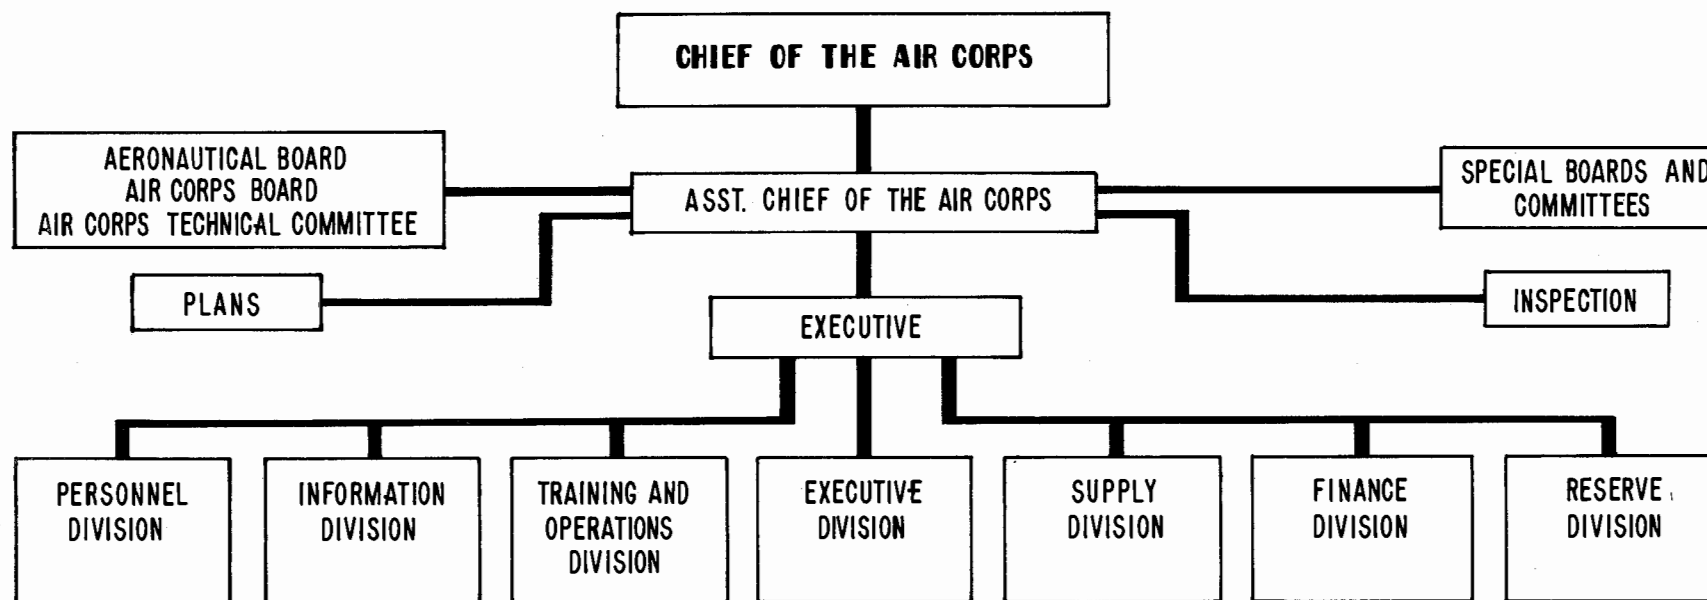 CHIEF OF THE AIR CORPS
AERONAUTICAL BOARD
AIR CORPS BOARD
AIR CORPS TECHNICAL COMMITTEE
ASST. CHIEF OF THE AIR CORPS
SPECIAL BOARDS AND
COMMITTEES
PLANS
EXECUTIVE
INSPECTION
PERSONNEL
DIVISION
INFORMATION
DIVISION
TRAINING AND
OPERATIONS
DIVISION
EXECUTIVE
DIVISION
SUPPLY
DIVISION
FINANCE
DIVISION
RESERVE
DIVISION